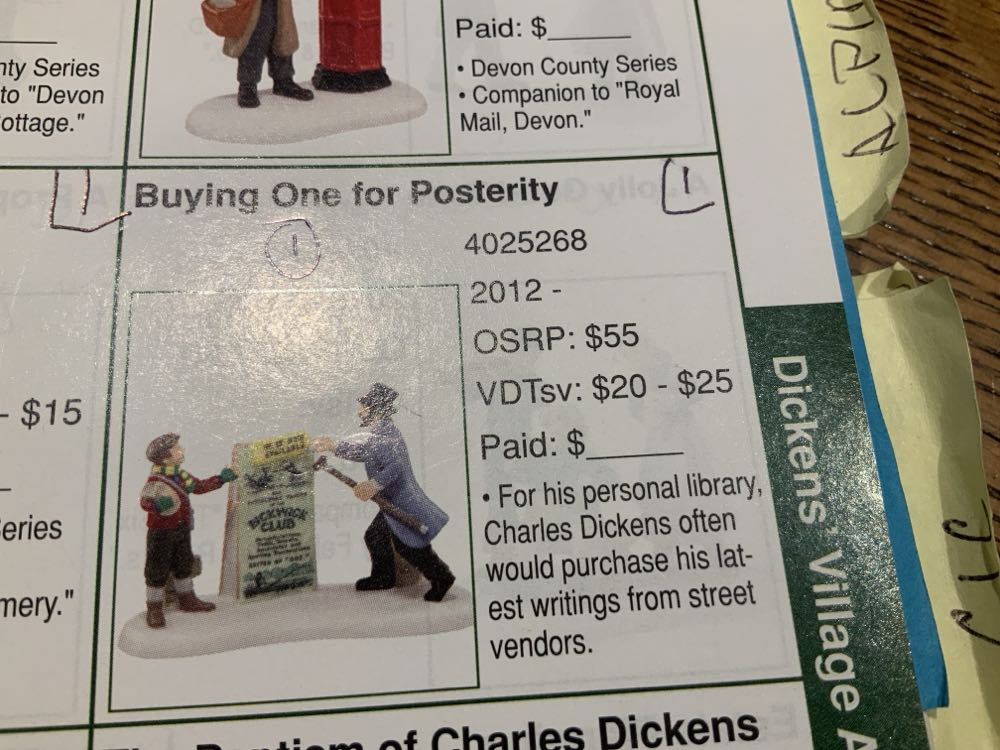 nty Series
to "Devon
ottage."
Paid: $______
• Devon County Series
• Companion to "Royal
Mail, Devon."
Buying One for Posterity
1
1
4025268
2012 -
OSRP: $55
VDTsv: $20 - $25
Paid: $______
• For his personal library,
Charles Dickens often
would purchase his lat-
est writings from street
vendors.
PICKWICK
CLUB
- $15
eries
mery."
of Charles Dickens
Dickens' Village A